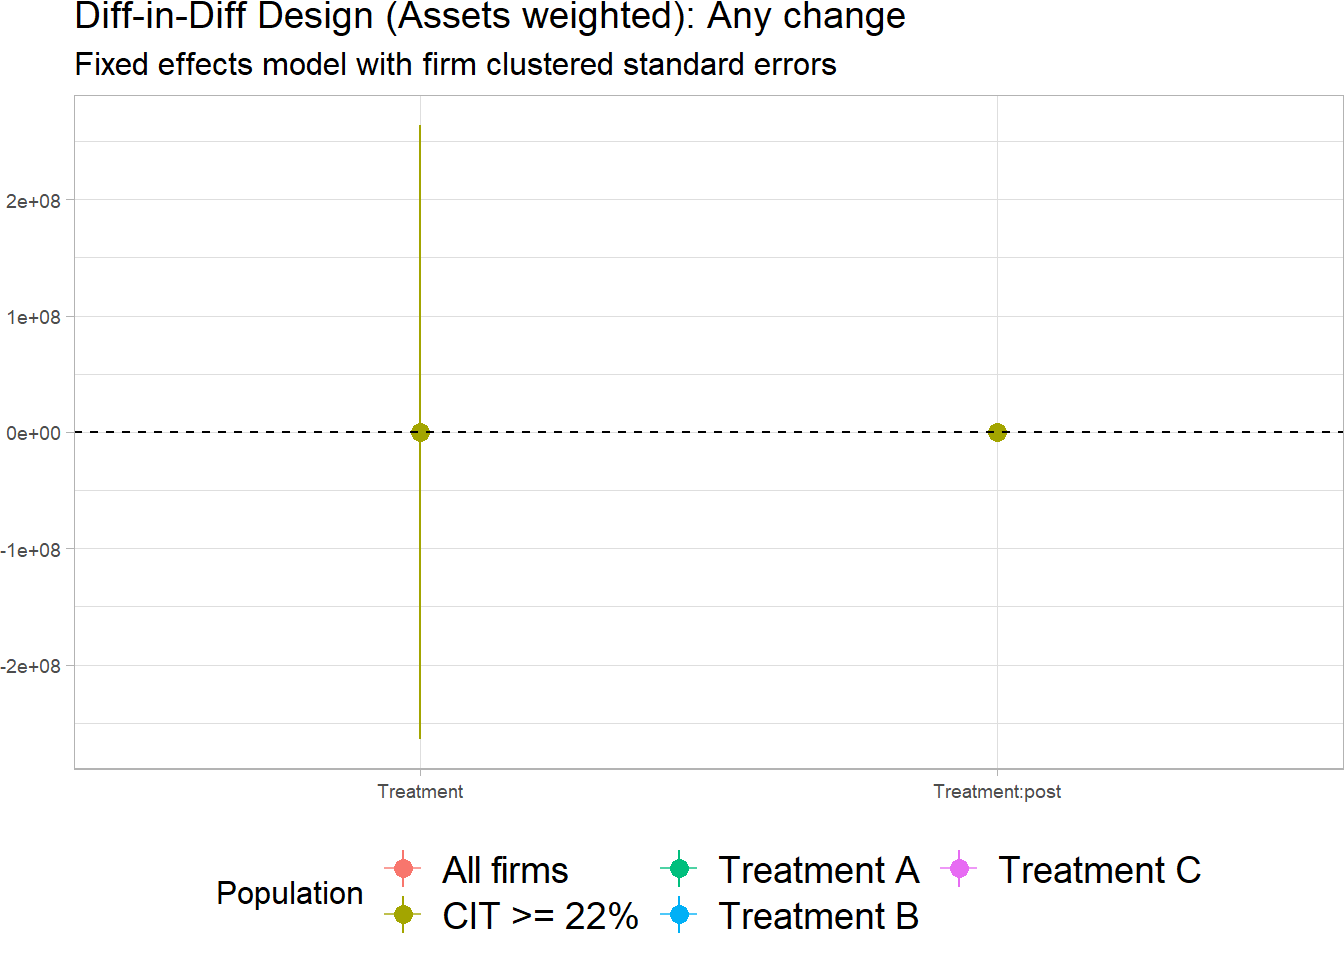 Diff-in-Diff Design (Assets weighted): Any change
Fixed effects model with firm clustered standard errors
2e+08
1e+08
0e+00
-1e+08
-2e+08
Treatment Treatment:post
Population
All firms Treatment A Treatment C
CIT >= 22% Treatment B